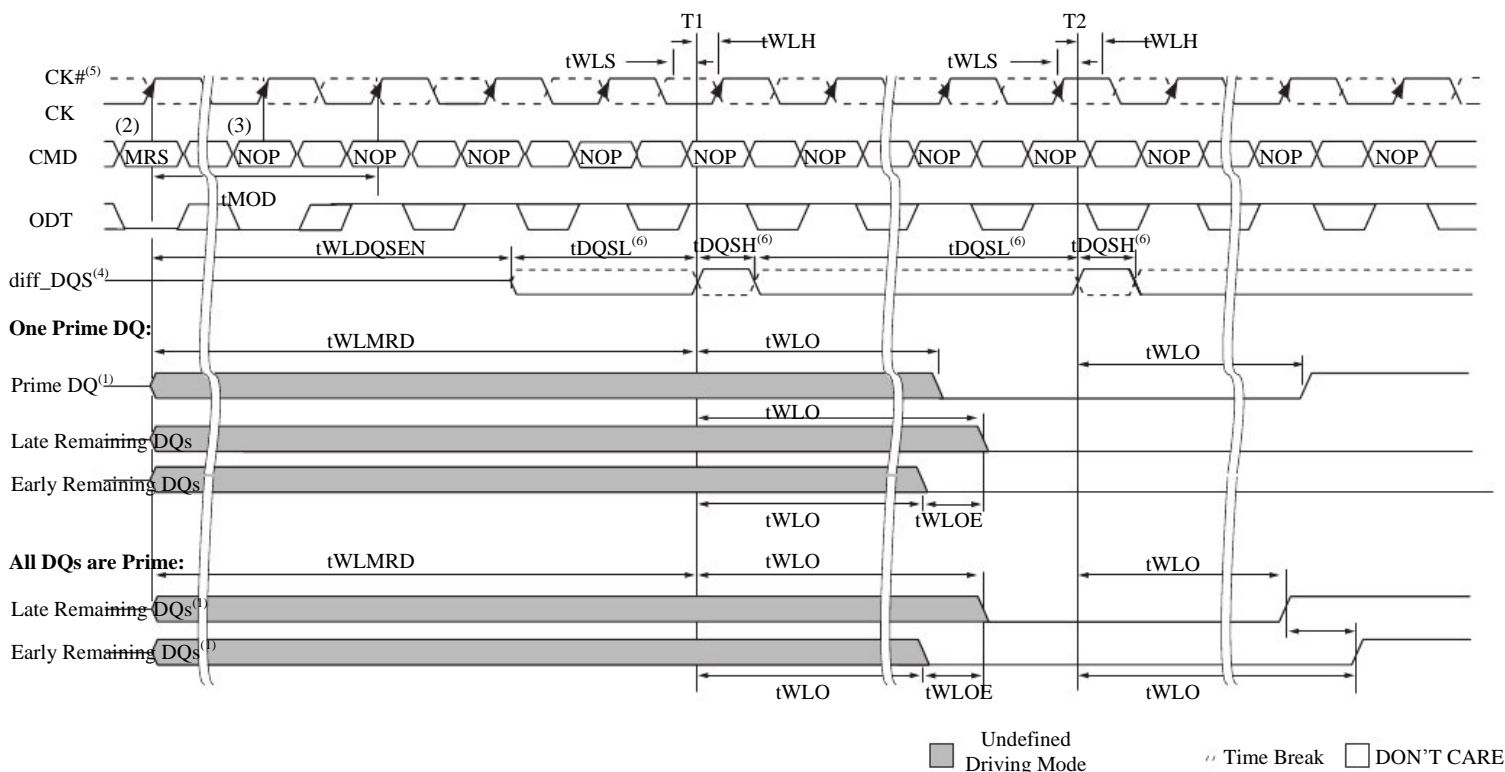 T1
T2
tWLH
tWLH
tWLS
tWLS
CK#(5)
CK
(2)
(3)
CMD
MRS
NOP
NOP
NOP
NOP
NOP
NOP
NOP
NOP
NOP
NOP
NOP
tMOD
ODT
tWLDQSEN
tDQSL(6)
tDQSH(6)
tDQSL(6)
tDQSH(6)
diff_DQS(4)
One Prime DQ:
tWLMRD
tWLO
tWLO
Prime DQ(1)
tWLO
Late Remaining DQs
Early Remaining DQs
tWLO
tWLOE
All DQs are Prime:
tWLMRD
tWLO
tWLO
Late Remaining DQs(1)
Early Remaining DQs(1)
tWLO
tWLOE
tWLO
Undefined
Driving Mode
Time Break
DON'T CARE